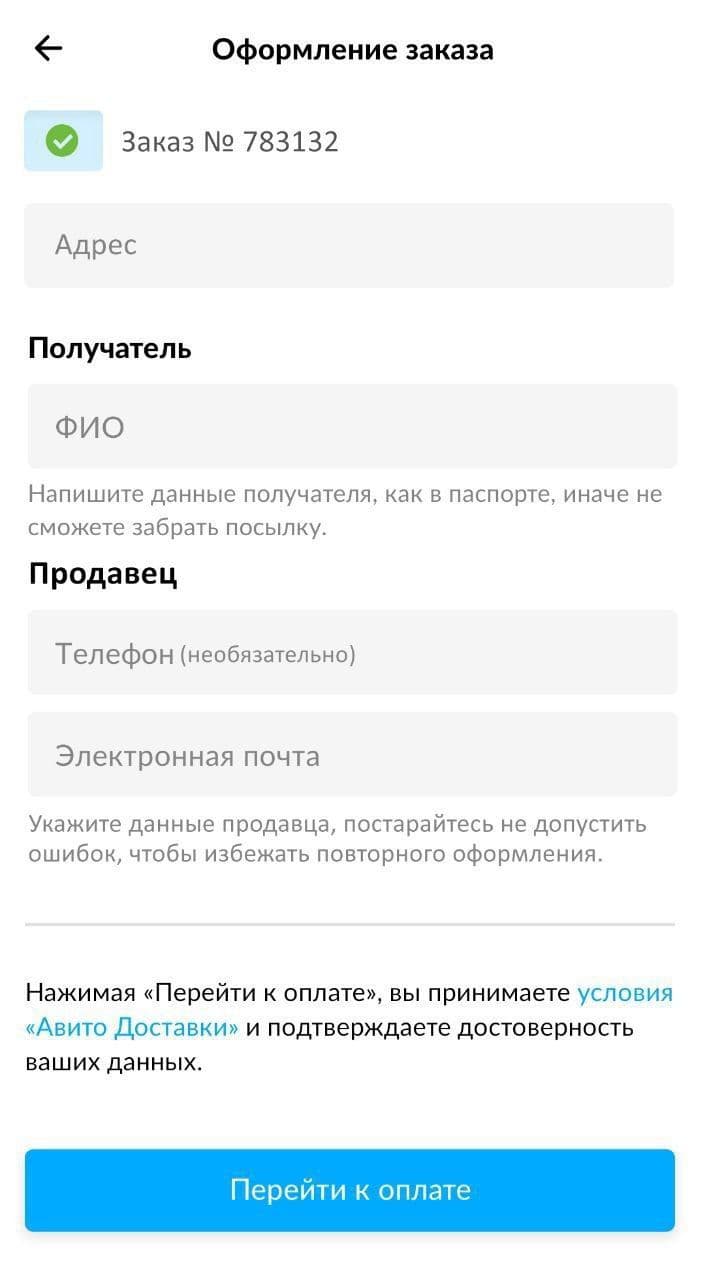 Оформление заказа
Заказ № 783132
Адрес
Получатель
ФИО
Напишите данные получателя, как в паспорте, иначе не
сможете забрать посылку.
Продавец
Телефон (необязательно)
Электронная почта
Укажите данные продавца, постарайтесь не допустить
ошибок, чтобы избежать повторного оформления.
Нажимая «Перейти к оплате», вы принимаете условия
«Авито Доставки» и подтверждаете достоверность
ваших данных.
Перейти к оплате